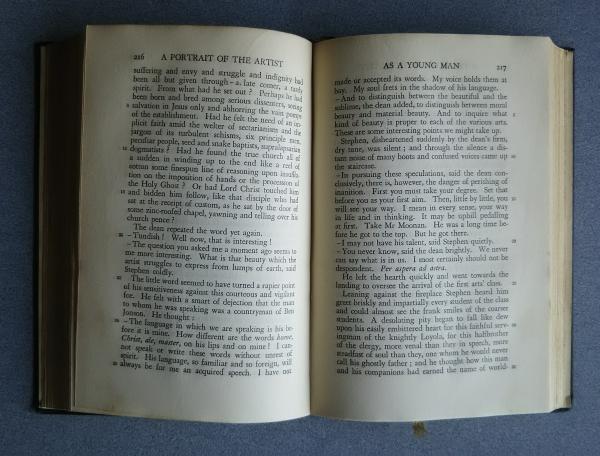 216 A PORTRAIT OF THE ARTIST
suffering and envy and struggle and indignity had
been all but given through – a late comer, a tardy
spirit. From what had he set out? Perhaps he had
been born and bred among serious dissenters, seeing
salvation in Jesus only and abhorring the vain pomps
of the establishment. Had he felt the need of an im-
plicit faith amid the welter of sectarianism and the
jargon of its turbulent schisms, six principle men,
peculiar people, seed and snake baptists, supralapsarian
dogmatists? Had he found the true church all of
a sudden in winding up to the end like a reel of
cotton some finespun line of reasoning upon insuffla-
tion on the imposition of hands or the procession of
the Holy Ghost? Or had Lord Christ touched him
and bidden him follow, like that disciple who had
sat at the receipt of custom, as he sat by the door of
some zinc-roofed chapel, yawning and telling over his
church pence?
The dean repeated the word yet again.
– Tundish! Well now, that is interesting!
– The question you asked me a moment ago seems to
me more interesting. What is that beauty which the
artist struggles to express from lumps of earth, said
Stephen coldly.
The little word seemed to have turned a rapier point
of his sensitiveness against this courteous and vigilant
foe. He felt with a smart of dejection that the man
to whom he was speaking was a countryman of Ben
Jonson. He thought:
– The language in which we are speaking is his be-
fore it is mine. How different are the words home,
Christ, ale, master, on his lips and on mine! I can-
not speak or write these words without unrest of
spirit. His language, so familiar and so foreign, will
always be for me an acquired speech. I have not
AS A YOUNG MAN 217
made or accepted its words. My voice holds them at
bay. My soul frets in the shadow of his language.
– And to distinguish between the beautiful and the
sublime, the dean added, to distinguish between moral
beauty and material beauty. And to inquire what
kind of beauty is proper to each of the various arts.
These are some interesting points we might take up.
Stephen, disheartened suddenly by the dean's firm,
dry tone, was silent; and through the silence a dis-
tant noise of many boots and confused voices came up
the staircase.
– In pursuing these speculations, said the dean con-
clusively, there is, however, the danger of perishing of
inanition. First you must take your degree. Set that
before you as your first aim. Then, little by little, you
will see your way. I mean in every sense, your way
in life and in thinking. It may be uphill pedalling
at first. Take Mr Moonan. He was a long time be-
fore he got to the top. But he got there.
– I may not have his talent, said Stephen quietly.
– You never know, said the dean brightly. We never
can say what is in us. I most certainly should not be
despondent. Per aspera ad astra.
He left the hearth quickly and went towards the
landing to oversee the arrival of the first arts' class.
Leaning against the fireplace Stephen heard him
greet briskly and impartially every student of the class
and could almost see the frank smiles of the coarser
students. A desolating pity began to fall like dew
upon his easily embittered heart for this faithful serv-
ingman of the knightly Loyola, for this halfbrother
of the clergy, more venal than they in speech, more
steadfast of soul than they, one whom he would never
call his ghostly father; and he thought how this man
and his companions had earned the name of world-